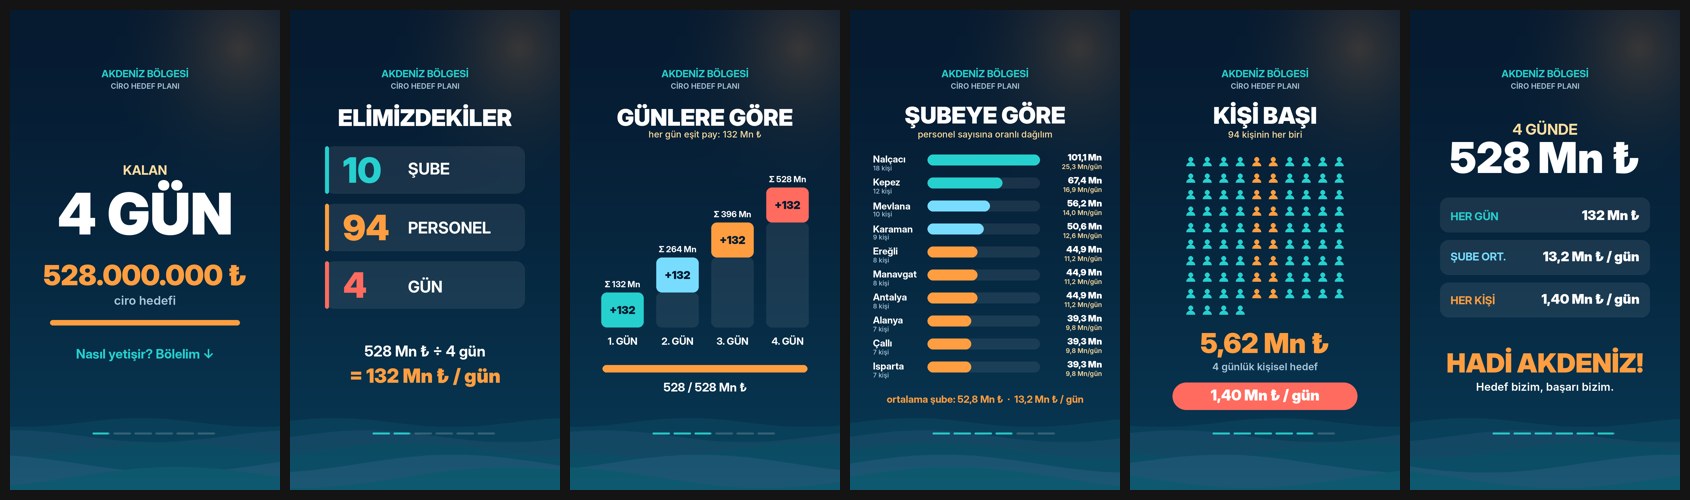 AKDENİZ BÖLGESİ
CİRO HEDEF PLANI
KALAN
4 GÜN
528.000.000 ₺
ciro hedefi
Nasıl yetişir? Bölelim ↓
AKDENİZ BÖLGESİ
CİRO HEDEF PLANI
ELİMİZDEKİLER
10 ŞUBE
94 PERSONEL
4 GÜN
528 Mn ₺ ÷ 4 gün
= 132 Mn ₺ / gün
AKDENİZ BÖLGESİ
CİRO HEDEF PLANI
GÜNLERE GÖRE
her gün eşit pay: 132 Mn ₺
Σ 528 Mn
+132
Σ 396 Mn
+132
Σ 264 Mn
+132
Σ 132 Mn
+132
1. GÜN 2. GÜN 3. GÜN 4. GÜN
528 / 528 Mn ₺
AKDENİZ BÖLGESİ
CİRO HEDEF PLANI
ŞUBEYE GÖRE
personel sayısına oranlı dağılım
Nalçacı 101,1 Mn
18 kişi 25,3 Mn/gün
Kepez 67,4 Mn
12 kişi 16,9 Mn/gün
Mevlana 56,2 Mn
10 kişi 14,0 Mn/gün
Karaman 50,6 Mn
9 kişi 12,6 Mn/gün
Ereğli 44,9 Mn
8 kişi 11,2 Mn/gün
Manavgat 44,9 Mn
8 kişi 11,2 Mn/gün
Antalya 44,9 Mn
8 kişi 11,2 Mn/gün
Alanya 39,3 Mn
7 kişi 9,8 Mn/gün
Çallı 39,3 Mn
7 kişi 9,8 Mn/gün
Isparta 39,3 Mn
7 kişi 9,8 Mn/gün
ortalama şube: 52,8 Mn ₺ · 13,2 Mn ₺ / gün
AKDENİZ BÖLGESİ
CİRO HEDEF PLANI
KİŞİ BAŞI
94 kişinin her biri
5,62 Mn ₺
4 günlük kişisel hedef
1,40 Mn ₺ / gün
AKDENİZ BÖLGESİ
CİRO HEDEF PLANI
4 GÜNDE
528 Mn ₺
HER GÜN 132 Mn ₺
ŞUBE ORT. 13,2 Mn ₺ / gün
HER KİŞİ 1,40 Mn ₺ / gün
HADİ AKDENİZ!
Hedef bizim, başarı bizim.